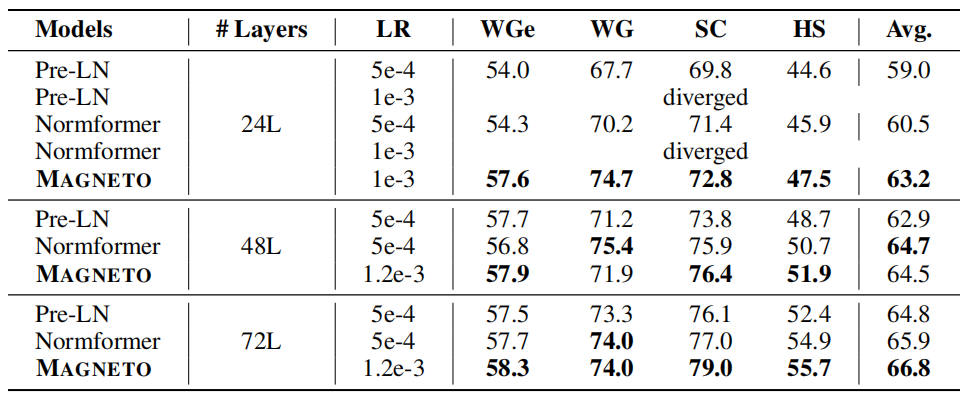 Models # Layers LR WGe WG SC HS Avg.
Pre-LN 5e-4 54.0 67.7 69.8 44.6 59.0
Pre-LN 1e-3 diverged
Normformer 24L 5e-4 54.3 70.2 71.4 45.9 60.5
Normformer 1e-3 diverged
MAGNETO 1e-3 57.6 74.7 72.8 47.5 63.2
Pre-LN 5e-4 57.7 71.2 73.8 48.7 62.9
Normformer 48L 5e-4 56.8 75.4 75.9 50.7 64.7
MAGNETO 1.2e-3 57.9 71.9 76.4 51.9 64.5
Pre-LN 5e-4 57.5 73.3 76.1 52.4 64.8
Normformer 72L 5e-4 57.7 74.0 77.0 54.9 65.9
MAGNETO 1.2e-3 58.3 74.0 79.0 55.7 66.8